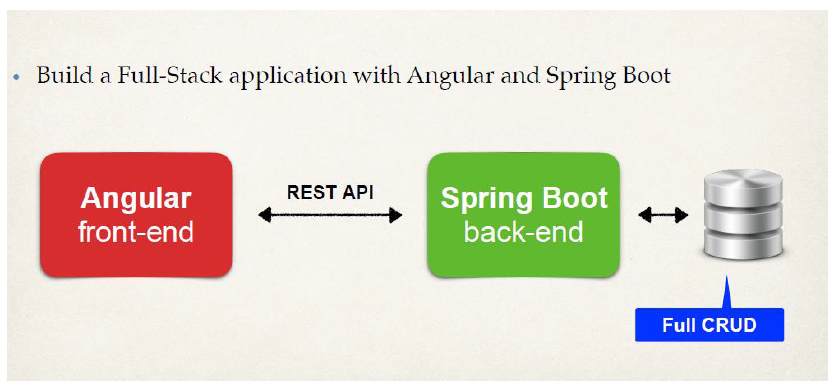 Build a Full-Stack application with Angular and Spring Boot
Angular
front-end
REST API
Spring Boot
back-end
Full CRUD